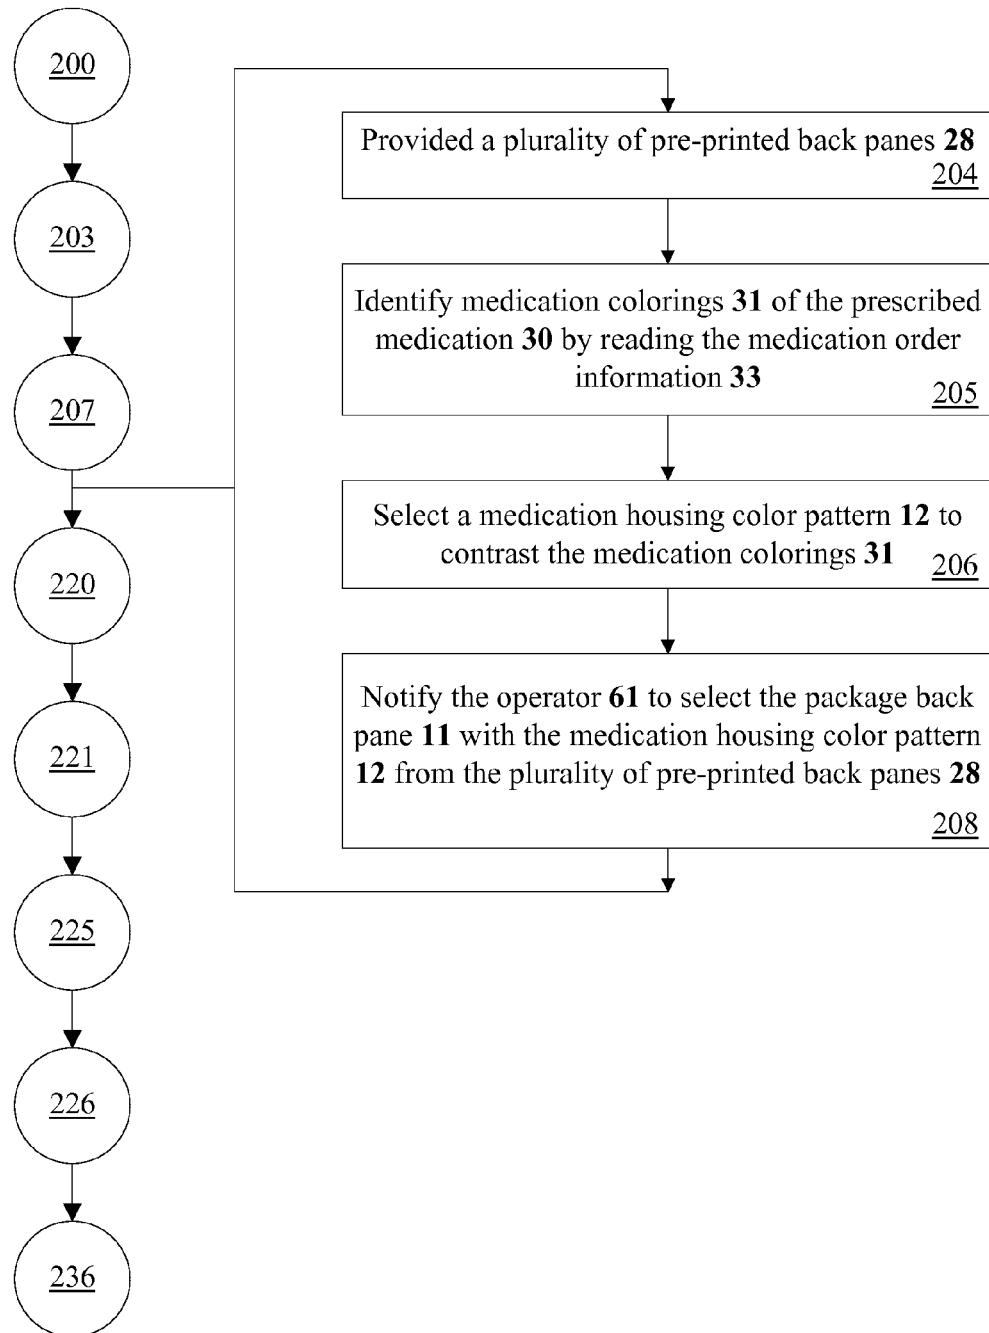 200
203
207
220
221
225
226
236
Provided a plurality of pre-printed back panes 28
204
Identify medication colorings 31 of the prescribed
medication 30 by reading the medication order
information 33
205
Select a medication housing color pattern 12 to
contrast the medication colorings 31
206
Notify the operator 61 to select the package back
pane 11 with the medication housing color pattern
12 from the plurality of pre-printed back panes 28
208